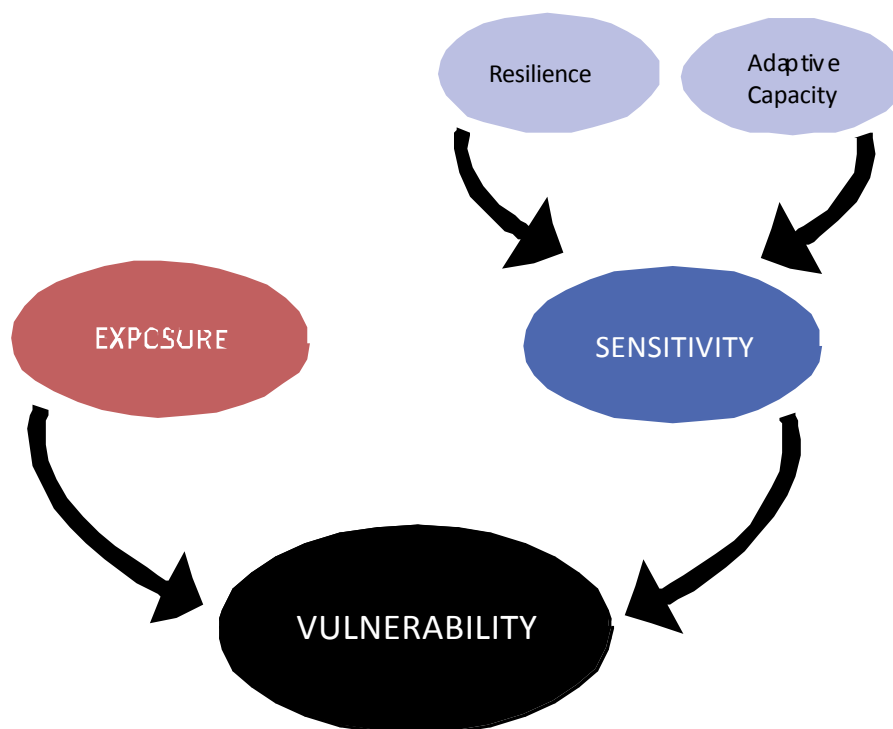 Resilience
Adaptive
Capacity
EXPCSURE
SENSITIVITY
VULNERABILITY